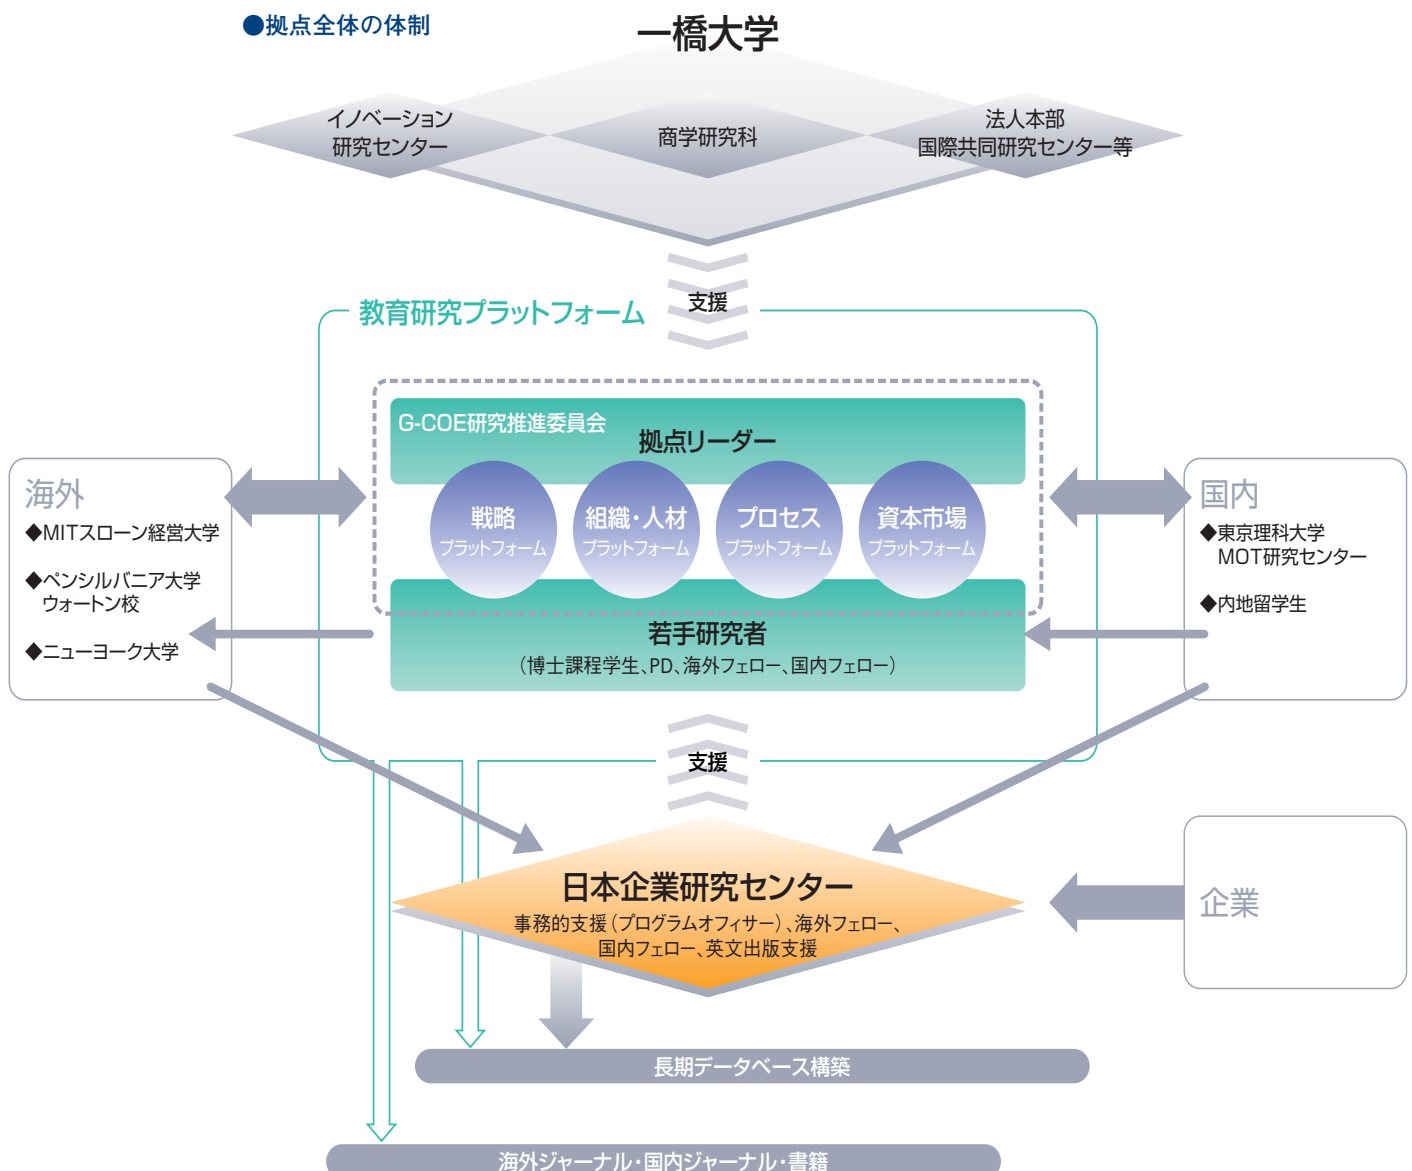 ●拠点全体の体制
一橋大学
イノベーション
研究センター
商学研究科
法人本部
国際共同研究センター等
支援
教育研究プラットフォーム
G-COE研究推進委員会
拠点リーダー
戦略
プラットフォーム
組織・人材
プラットフォーム
プロセス
プラットフォーム
資本市場
プラットフォーム
海外
◆MITスローン経営大学
◆ペンシルバニア大学
ウォートン校
◆ニューヨーク大学
国内
◆東京理科大学
MOT研究センター
◆内地留学生
若手研究者
（博士課程学生、PD、海外フェロー、国内フェロー）
支援
日本企業研究センター
事務的支援（プログラムオフィサー）、海外フェロー、
国内フェロー、英文出版支援
企業
長期データベース構築
海外ジャーナル・国内ジャーナル・書籍